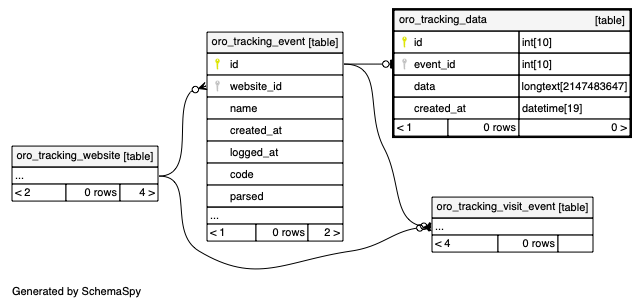 oro_tracking_data [table]
id int[10]
event_id int[10]
data longtext[2147483647]
created_at datetime[19]
< 1 0 rows 0 >
oro_tracking_event [table]
id
website_id
name
created_at
logged_at
code
parsed
...
< 1 0 rows 2 >
oro_tracking_website [table]
...
< 2 0 rows 4 >
oro_tracking_visit_event [table]
...
< 4 0 rows
Generated by SchemaSpy